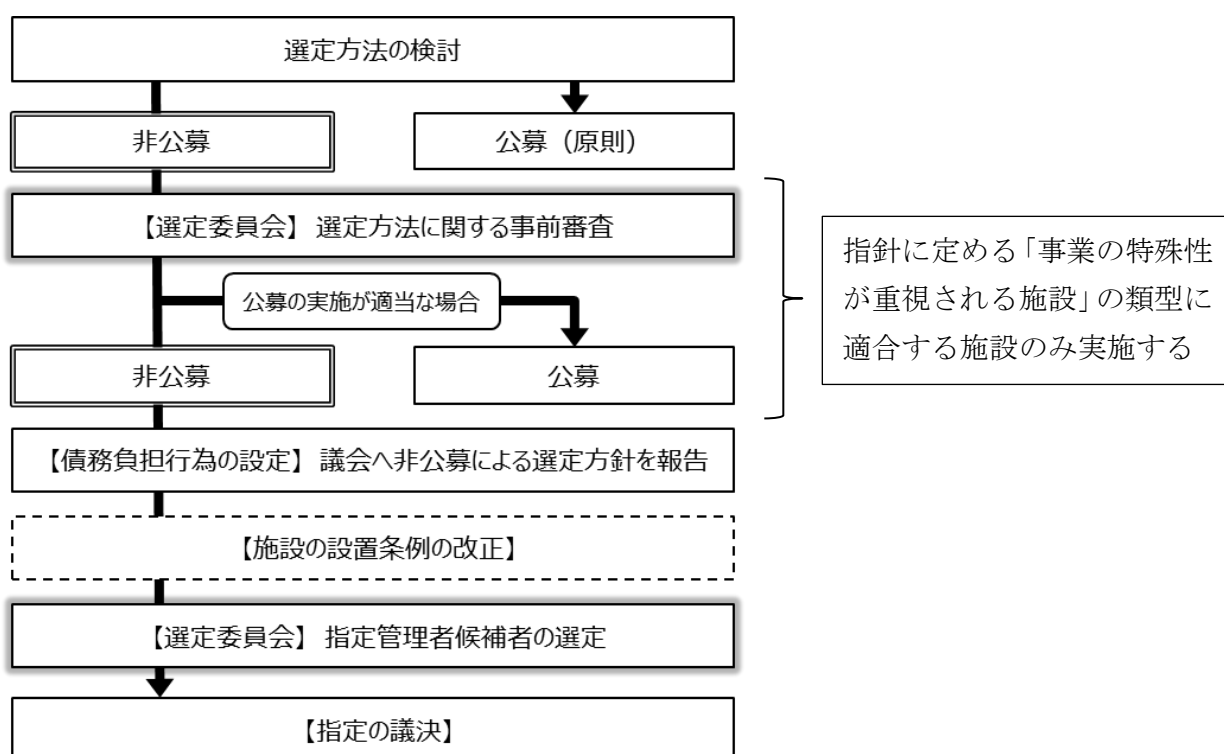 選定方法の検討
非公募
公募（原則）
【選定委員会】選定方法に関する事前審査
公募の実施が適当な場合
非公募
公募
指針に定める「事業の特殊性
が重視される施設」の類型に
適合する施設のみ実施する
【債務負担行為の設定】議会へ非公募による選定方針を報告
【施設の設置条例の改正】
【選定委員会】指定管理者候補者の選定
【指定の議決】